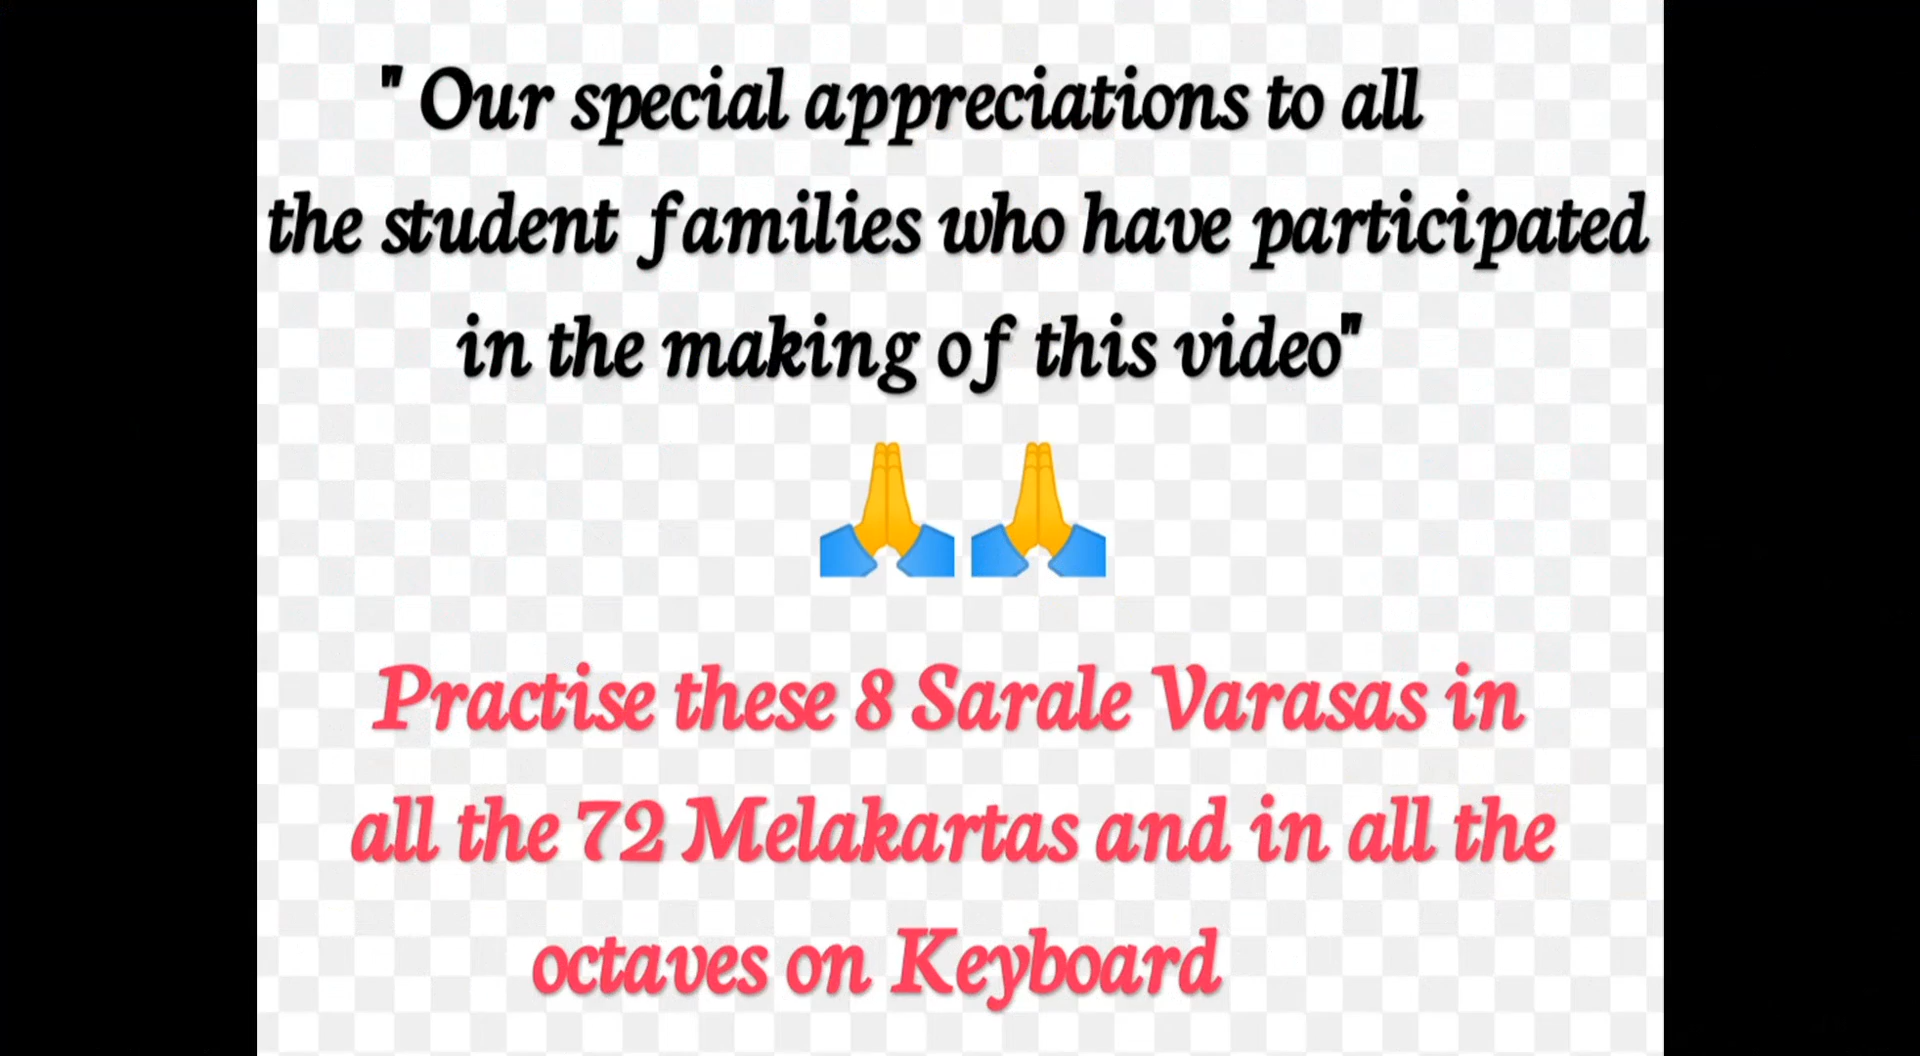 " Our special appreciations to all
the student families who have participated
in the making of this video"
🙏 🙏
Practise these 8 Sarale Varasas in
all the 72 Melakartas and in all the
octaves on Keyboard